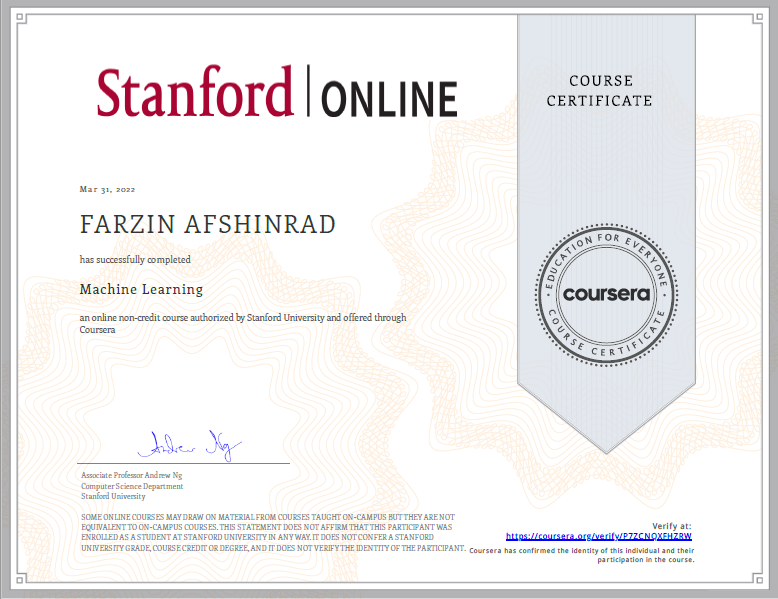 Stanford | ONLINE
COURSE
CERTIFICATE
Mar 31, 2022
FARZIN AFSHINRAD
has successfully completed
Machine Learning
an online non-credit course authorized by Stanford University and offered through
Coursera
EDUCATION FOR EVERYONE
coursera
COURSE CERTIFICATE
Andrew Ng
Associate Professor Andrew Ng
Computer Science Department
Stanford University
SOME ONLINE COURSES MAY DRAW ON MATERIAL FROM COURSES TAUGHT ON-CAMPUS BUT THEY ARE NOT
EQUIVALENT TO ON-CAMPUS COURSES. THIS STATEMENT DOES NOT AFFIRM THAT THIS PARTICIPANT WAS
ENROLLED AS A STUDENT AT STANFORD UNIVERSITY IN ANY WAY. IT DOES NOT CONFER A STANFORD
UNIVERSITY GRADE, COURSE CREDIT OR DEGREE, AND IT DOES NOT VERIFY THE IDENTITY OF THE PARTICIPANT.
Verify at:
https://coursera.org/verify/P7ZCNQXFHZRW
Coursera has confirmed the identity of this individual and their
participation in the course.